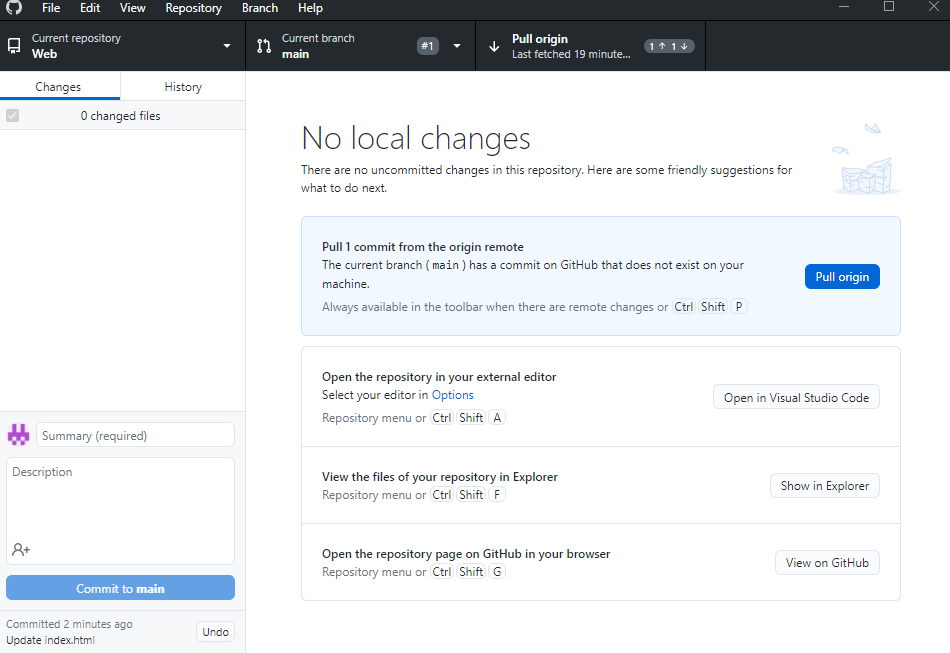 File Edit View Repository Branch Help
Current repository
Web
Current branch
main
#1
Pull origin
Last fetched 19 minute...
1 ↑ 1 ↓
Changes
History
0 changed files
No local changes
There are no uncommitted changes in this repository. Here are some friendly suggestions for
what to do next.
Pull 1 commit from the origin remote
The current branch ( main ) has a commit on GitHub that does not exist on your
machine.
Always available in the toolbar when there are remote changes or Ctrl Shift P
Pull origin
Open the repository in your external editor
Select your editor in Options
Repository menu or Ctrl Shift A
Open in Visual Studio Code
View the files of your repository in Explorer
Repository menu or Ctrl Shift F
Show in Explorer
Open the repository page on GitHub in your browser
Repository menu or Ctrl Shift G
View on GitHub
Summary (required)
Description
Commit to main
Committed 2 minutes ago
Update index.html
Undo